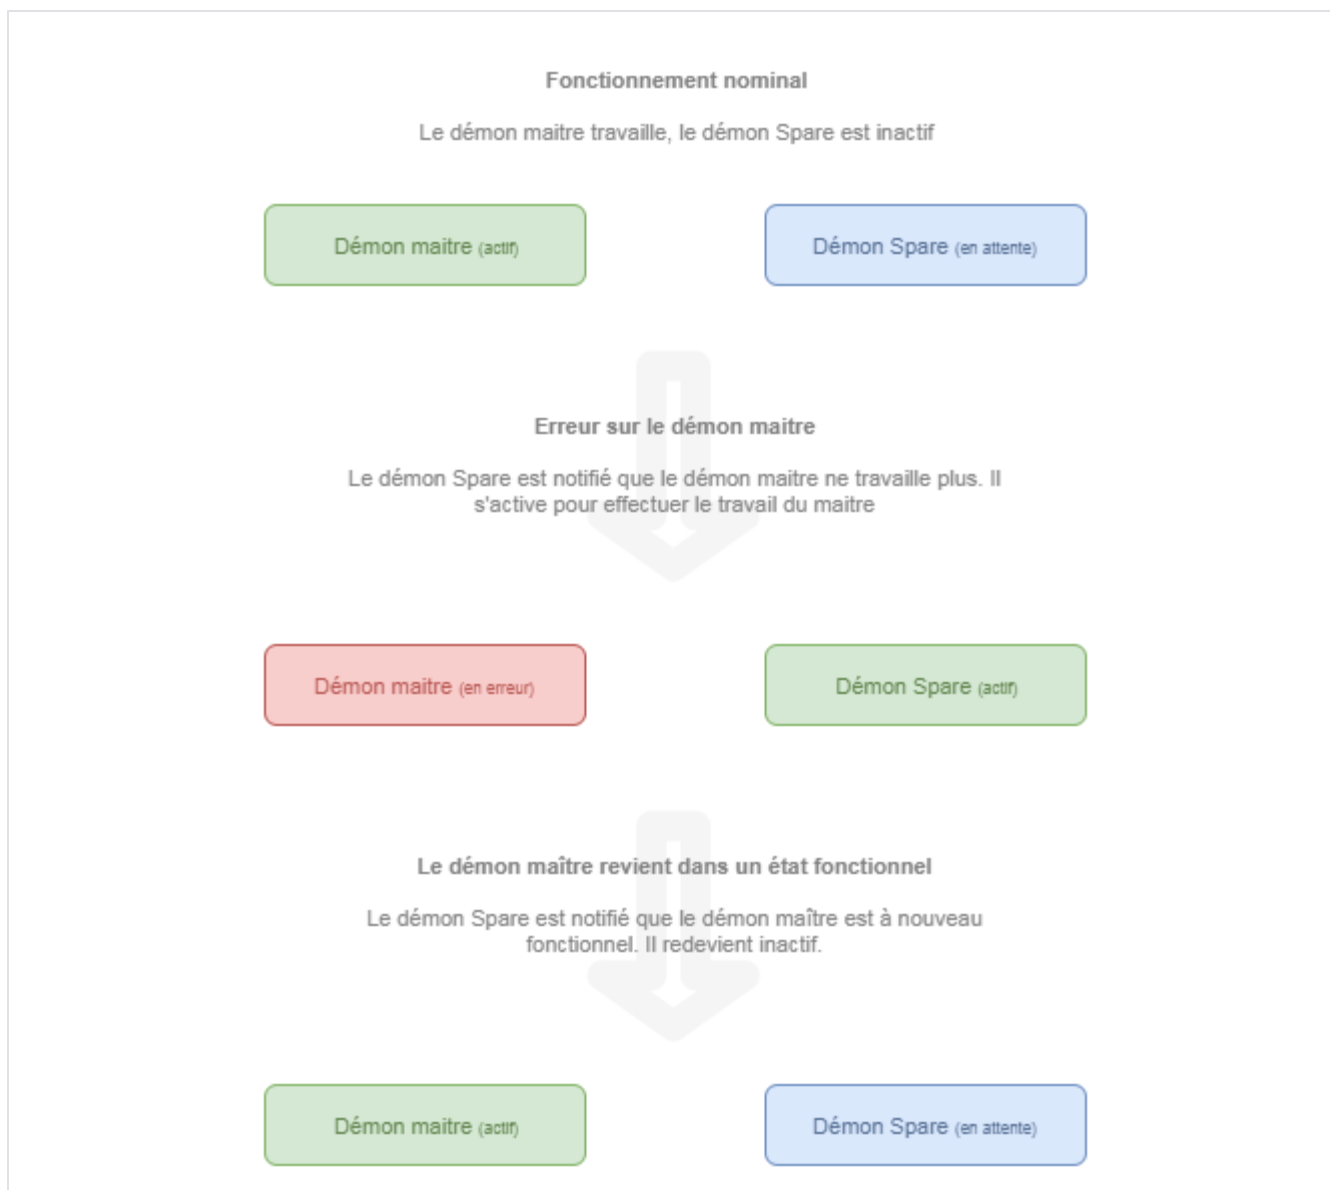 Fonctionnement nominal
Le démon maitre travaille, le démon Spare est inactif
Démon maitre (actif)
Démon Spare (en attente)
Erreur sur le démon maitre
Le démon Spare est notifié que le démon maitre ne travaille plus. Il
s'active pour effectuer le travail du maitre
Démon maitre (en erreur)
Démon Spare (actif)
Le démon maître revient dans un état fonctionnel
Le démon Spare est notifié que le démon maître est à nouveau
fonctionnel. Il redevient inactif.
Démon maitre (actif)
Démon Spare (en attente)